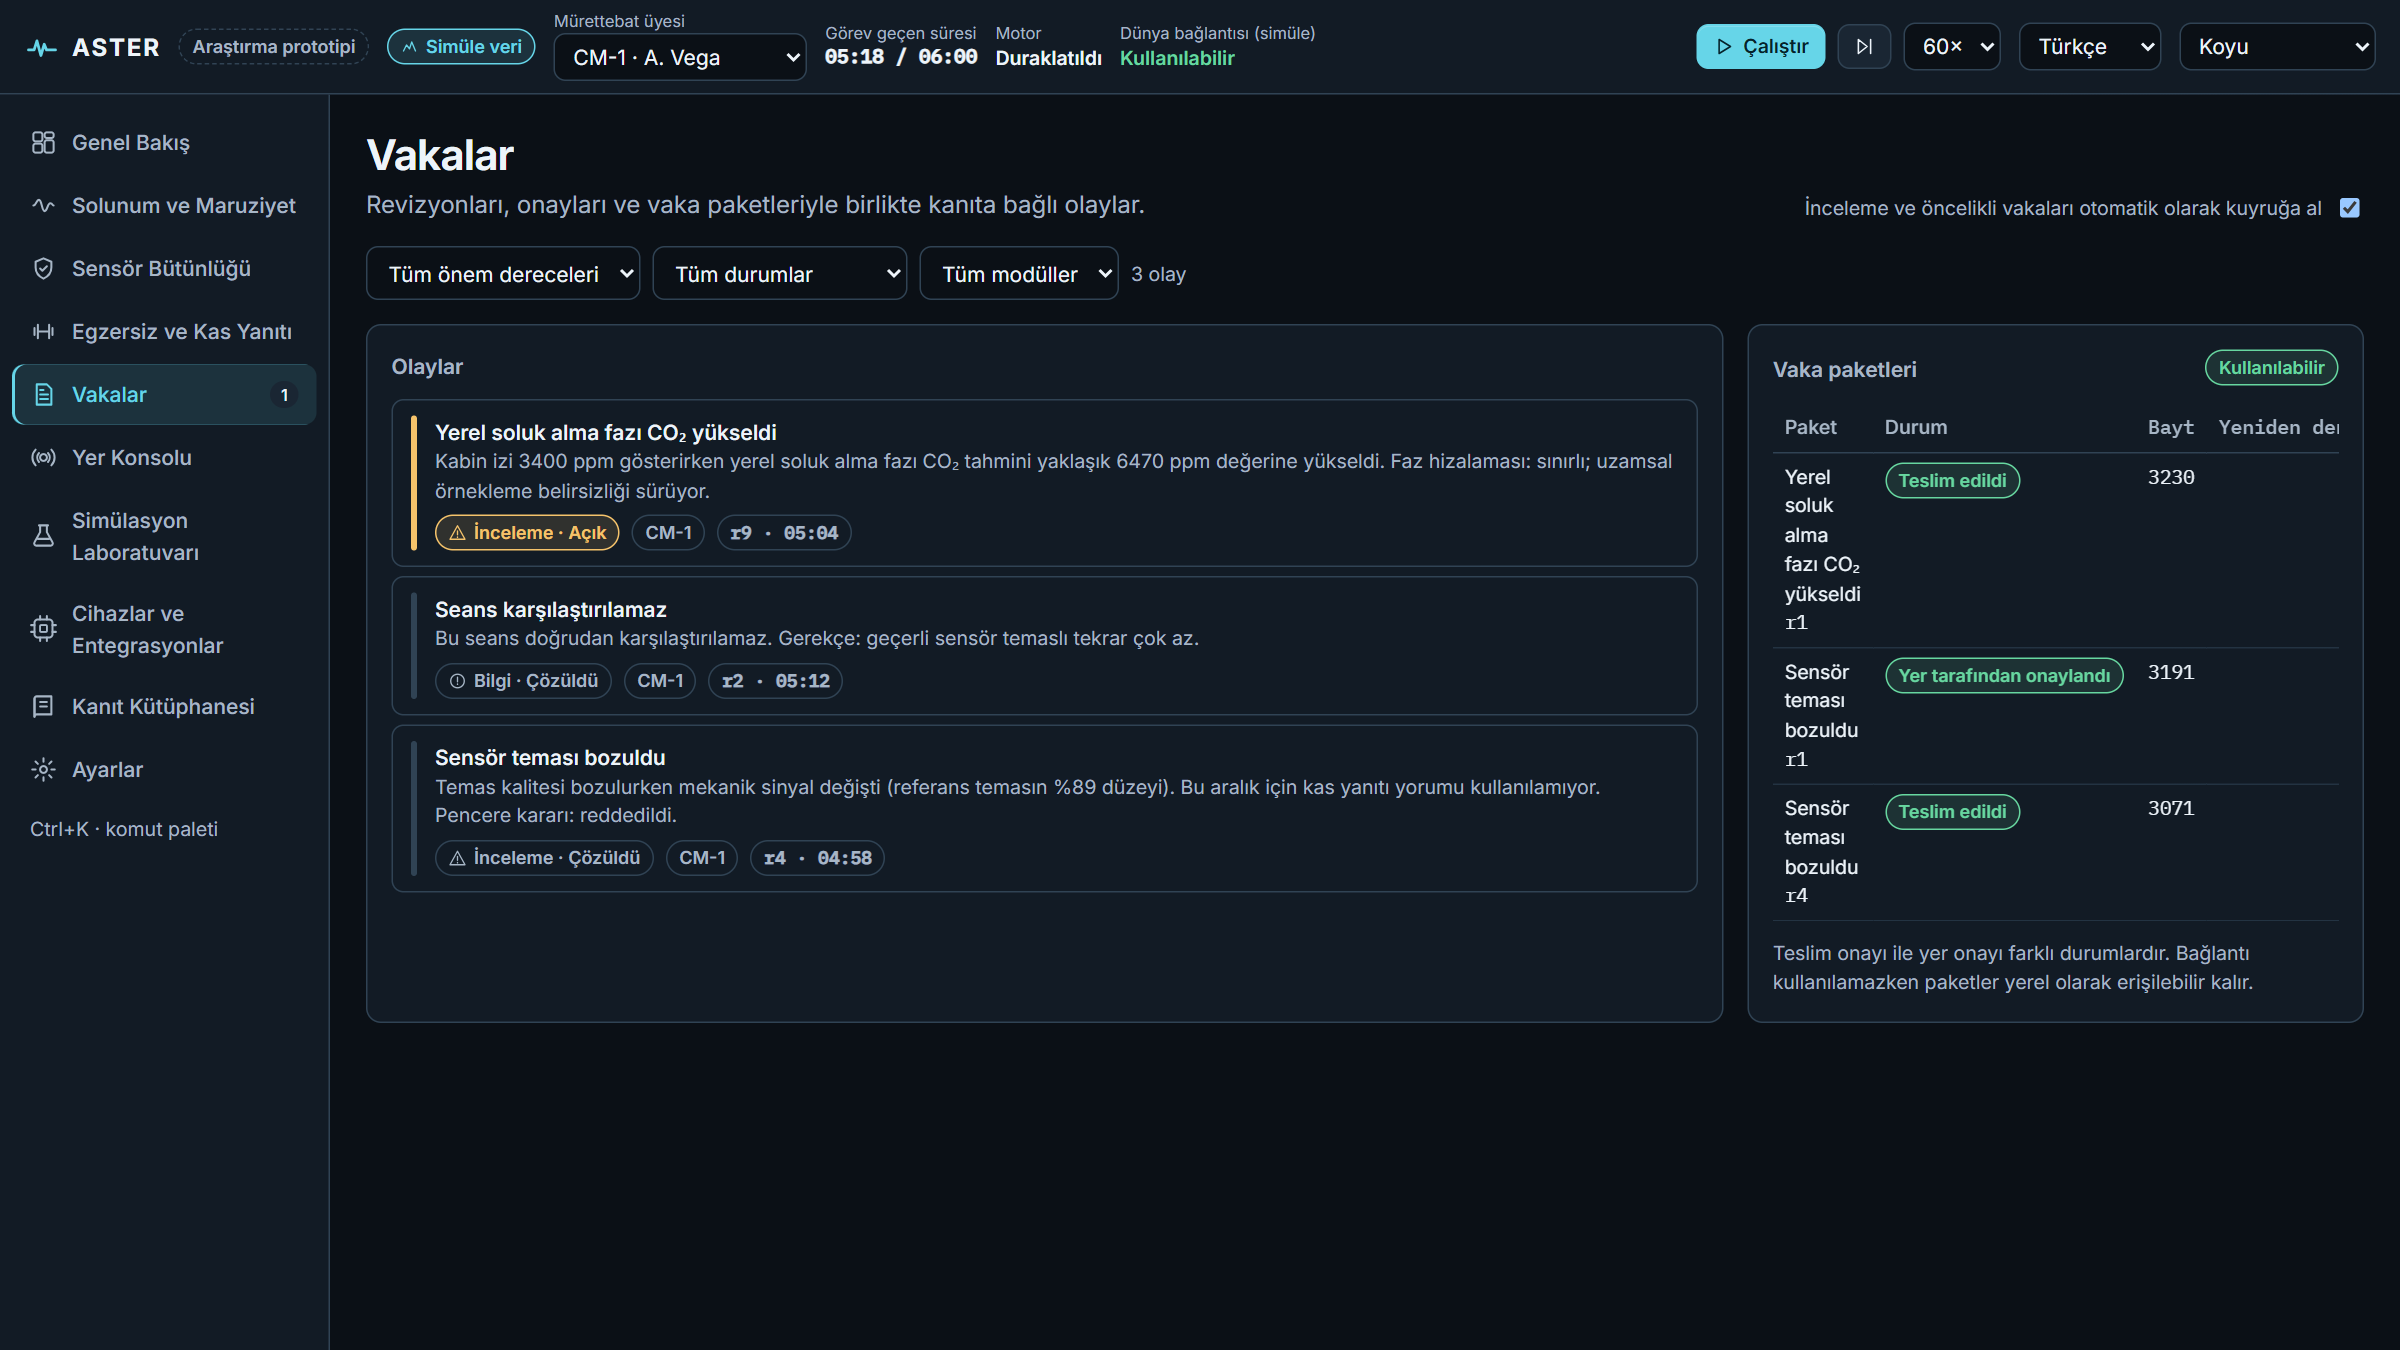 ASTER
Araştırma prototipi
Simüle veri
Mürettebat üyesi
CM-1 · A. Vega
Görev geçen süresi
05:18 / 06:00
Motor
Duraklatıldı
Dünya bağlantısı (simüle)
Kullanılabilir
Çalıştır
60×
Türkçe
Koyu
Genel Bakış
Solunum ve Maruziyet
Sensör Bütünlüğü
Egzersiz ve Kas Yanıtı
Vakalar
1
Yer Konsolu
Simülasyon
Laboratuvarı
Cihazlar ve
Entegrasyonlar
Kanıt Kütüphanesi
Ayarlar
Ctrl+K · komut paleti
Vakalar
Revizyonları, onayları ve vaka paketleriyle birlikte kanıta bağlı olaylar.
İnceleme ve öncelikli vakaları otomatik olarak kuyruğa al
Tüm önem dereceleri
Tüm durumlar
Tüm modüller
3 olay
Olaylar
Yerel soluk alma fazı CO₂ yükseldi
Kabin izi 3400 ppm gösterirken yerel soluk alma fazı CO₂ tahmini yaklaşık 6470 ppm değerine yükseldi. Faz hizalaması: sınırlı; uzamsal
örnekleme belirsizliği sürüyor.
İnceleme · Açık
CM-1
r9 · 05:04
Seans karşılaştırılamaz
Bu seans doğrudan karşılaştırılamaz. Gerekçe: geçerli sensör temaslı tekrar çok az.
Bilgi · Çözüldü
CM-1
r2 · 05:12
Sensör teması bozuldu
Temas kalitesi bozulurken mekanik sinyal değişti (referans temasın %89 düzeyi). Bu aralık için kas yanıtı yorumu kullanılamıyor.
Pencere kararı: reddedildi.
İnceleme · Çözüldü
CM-1
r4 · 04:58
Vaka paketleri
Kullanılabilir
Paket Durum Bayt Yeniden
Yerel
soluk
alma
fazı CO₂
yükseldi
r1
Teslim edildi
3230
Sensör
teması
bozuldu
r1
Yer tarafından onaylandı
3191
Sensör
teması
bozuldu
r4
Teslim edildi
3071
Teslim onayı ile yer onayı farklı durumlardır. Bağlantı
kullanılamazken paketler yerel olarak erişilebilir kalır.